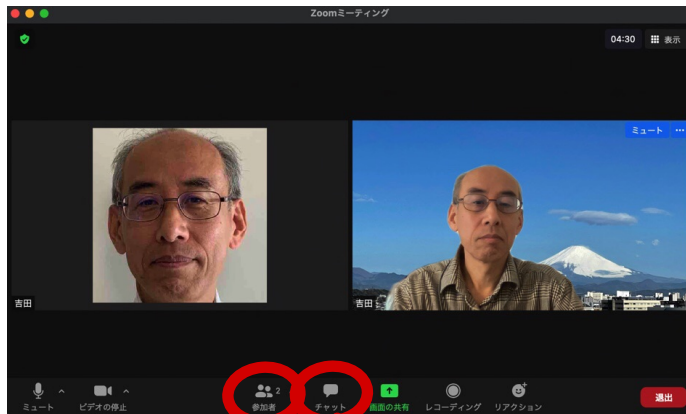 Zoomミーティング
04:30 表示
ミュート
吉田
吉田
2
ミュート ビデオの停止 参加者 チャット 画面の共有 レコーディング リアクション 退出